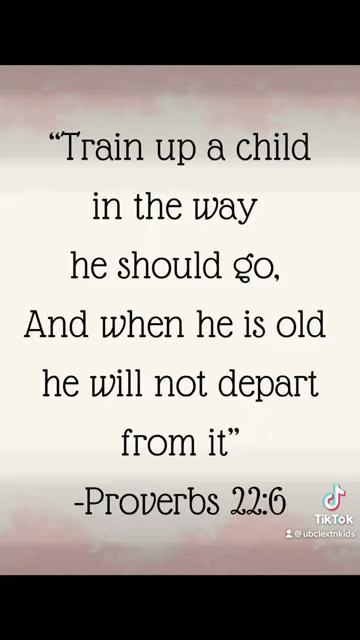 “Train up a child
in the way
he should go,
And when he is old
he will not depart
from it”
-Proverbs 22:6
TikTok
@ubclextnkids